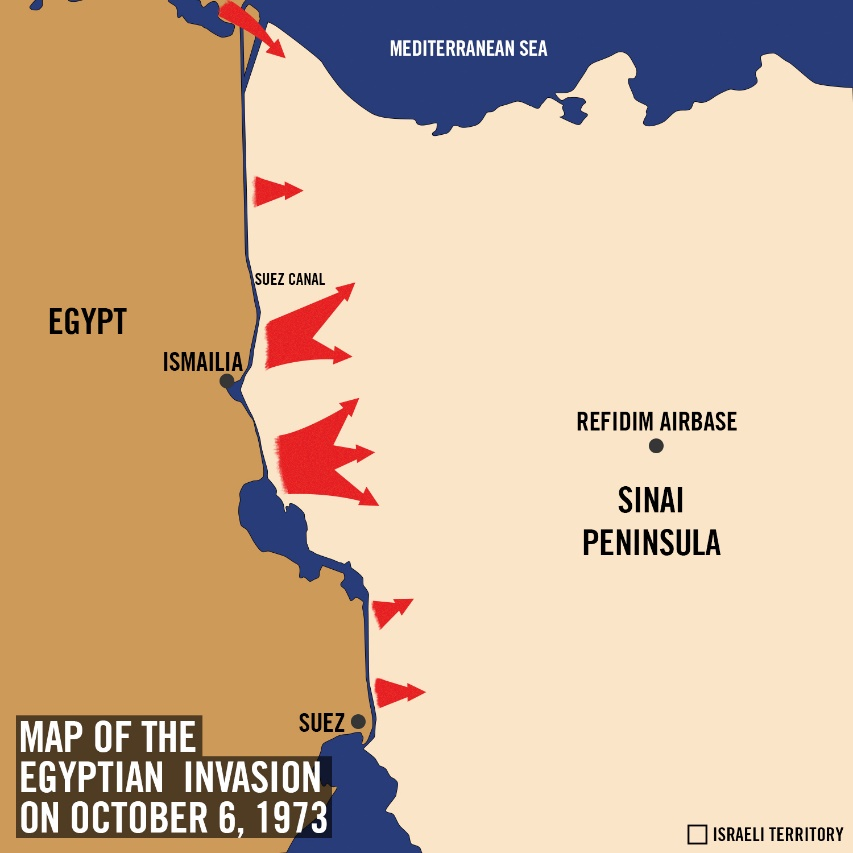 MEDITERRANEAN SEA
SUEZ CANAL
EGYPT
ISMAILIA
REFIDIM AIRBASE
SINAI
PENINSULA
SUEZ
MAP OF THE
EGYPTIAN INVASION
ON OCTOBER 6, 1973
ISRAELI TERRITORY